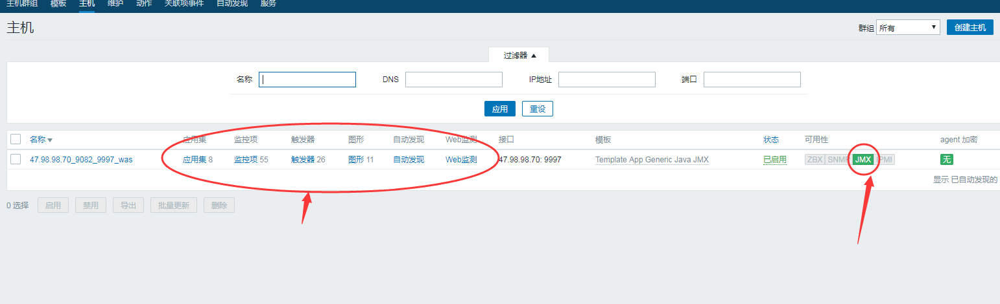 主机群组 模板 主机 维护 动作 关联项事件 自动发现 服务
主机 群组 所有 创建主机
过滤器
名称 DNS IP地址 端口
应用 重设
名称 应用集 监控项 触发器 图形 自动发现 Web监测 接口 模板 状态 可用性 agent 加密
47.98.98.70_9082_9997_was 应用集 8 监控项 55 触发器 26 图形 11 自动发现 Web监测 47.98.98.70: 9997 Template App Generic Java JMX 已启用 ZBX SNMP JMX IPMI 无
显示 已自动发现的
0 选择 启用 禁用 导出 批量更新 删除